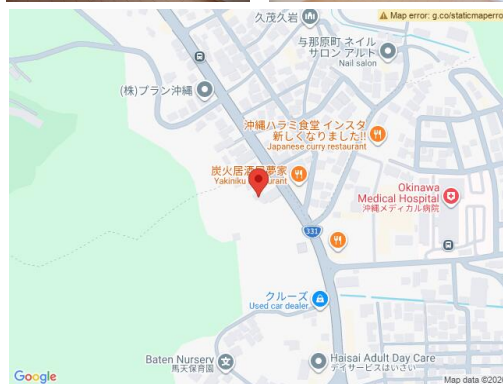 Map error: g.co/staticmaperro
久茂久岩
与那原町 ネイル
サロン アルト
Nail salon
(株)プラン沖縄
沖縄ハラミ食堂 インスタ
新しくなりました!!
Japanese curry restaurant
炭火居酒屋夢家
Yakiniku restaurant
Okinawa
Medical Hospital
沖縄メディカル病院
331
クルーズ
Used car dealer
Baten Nursery
馬天保育園
Haisai Adult Day Care
デイサービスはいさい
Google
Map data ©202